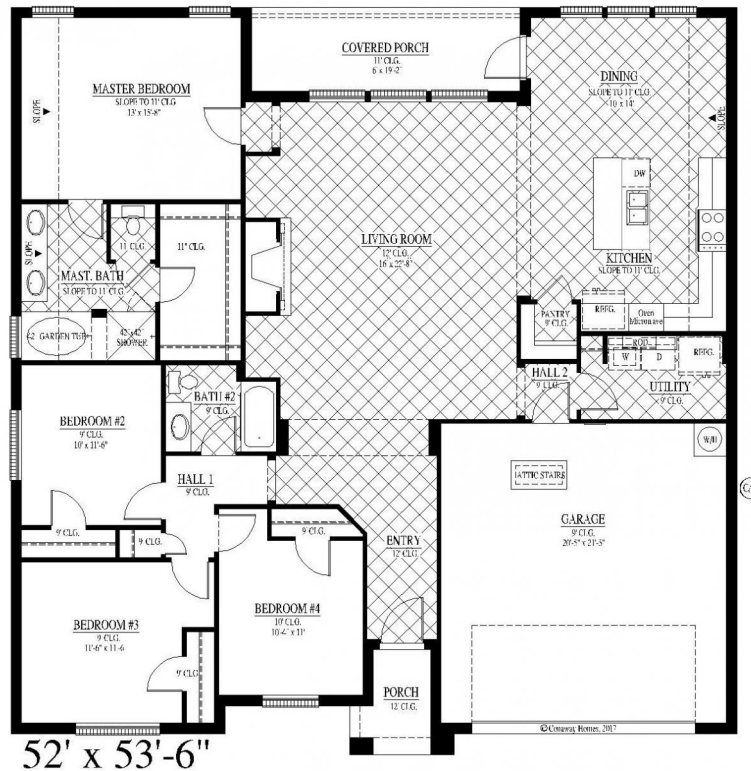 COVERED PORCH
11' CLG.
6' x 19'-2"
MASTER BEDROOM
SLOPE TO 11' CLG
13' x 15'-8"
SLOPE
DINING
SLOPE TO 11' CLG
10' x 14'
SLOPE
DW
LIVING ROOM
12' CLG.
16' x 22'-8"
KITCHEN
SLOPE TO 11' CLG.
11' CLG.
11' CLG.
SLOPE
MAST. BATH
SLOPE TO 11' CLG.
42" GARDEN TUB
42"x42"
SHOWER
PANTRY
9' CLG.
REFG.
Oven
Microwave
ROD
W
D
REFG.
HALL 2
9' CLG.
UTILITY
9' CLG.
BATH #2
9' CLG.
BEDROOM #2
9' CLG.
10' x 11'-6"
W/H
HALL 1
9' CLG.
ATTIC STAIRS
9' CLG.
9' CLG.
9' CLG.
GARAGE
9' CLG.
20'-5" x 21'-5"
ENTRY
12' CLG.
BEDROOM #4
10' CLG.
10'-4" x 11'
BEDROOM #3
9' CLG.
11'-6" x 11'-6
9' CLG
PORCH
12' CLG.
© Conaway Homes, 2017
52' x 53'-6"